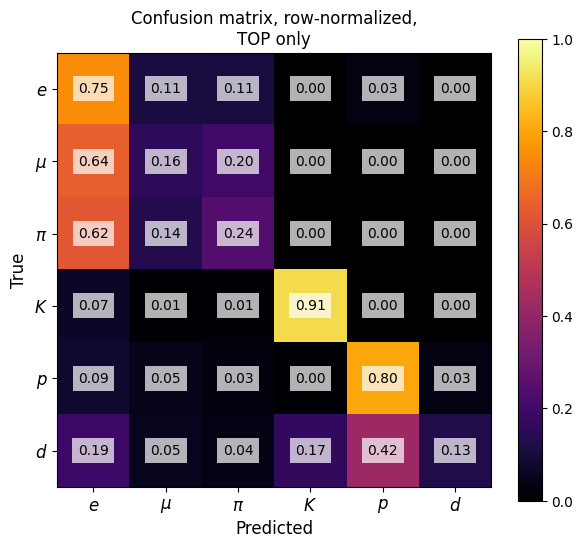 Confusion matrix, row-normalized,
TOP only
True
e 0.75 0.11 0.11 0.00 0.03 0.00
μ 0.64 0.16 0.20 0.00 0.00 0.00
π 0.62 0.14 0.24 0.00 0.00 0.00
K 0.07 0.01 0.01 0.91 0.00 0.00
p 0.09 0.05 0.03 0.00 0.80 0.03
d 0.19 0.05 0.04 0.17 0.42 0.13
e μ π K p d
Predicted
1.0
0.8
0.6
0.4
0.2
0.0